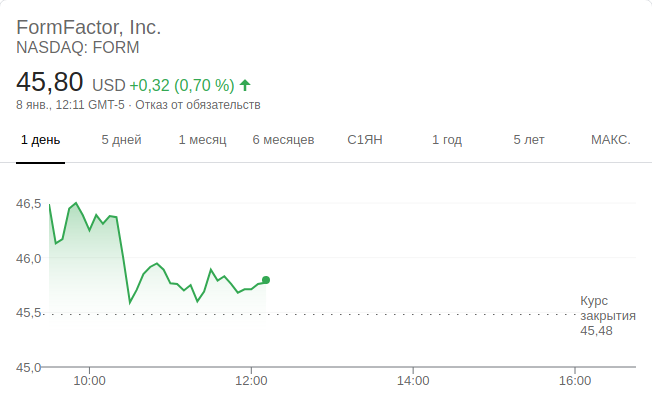 FormFactor, Inc.
NASDAQ: FORM
45,80 USD +0,32 (0,70 %)
8 янв., 12:11 GMT-5 · Отказ от обязательств
1 день 5 дней 1 месяц 6 месяцев С1ЯН 1 год 5 лет МАКС.
46,5
46,0
45,5
45,0
Курс
закрытия
45,48
10:00 12:00 14:00 16:00